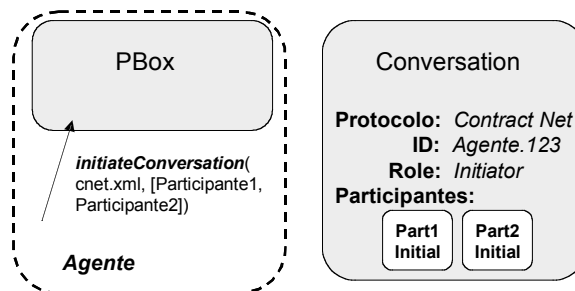 PBox
initiateConversation(
cnet.xml, [Participante1,
Participante2])
Agente
Conversation
Protocolo: Contract Net
ID: Agente.123
Role: Initiator
Participantes:
Part1
Initial
Part2
Initial